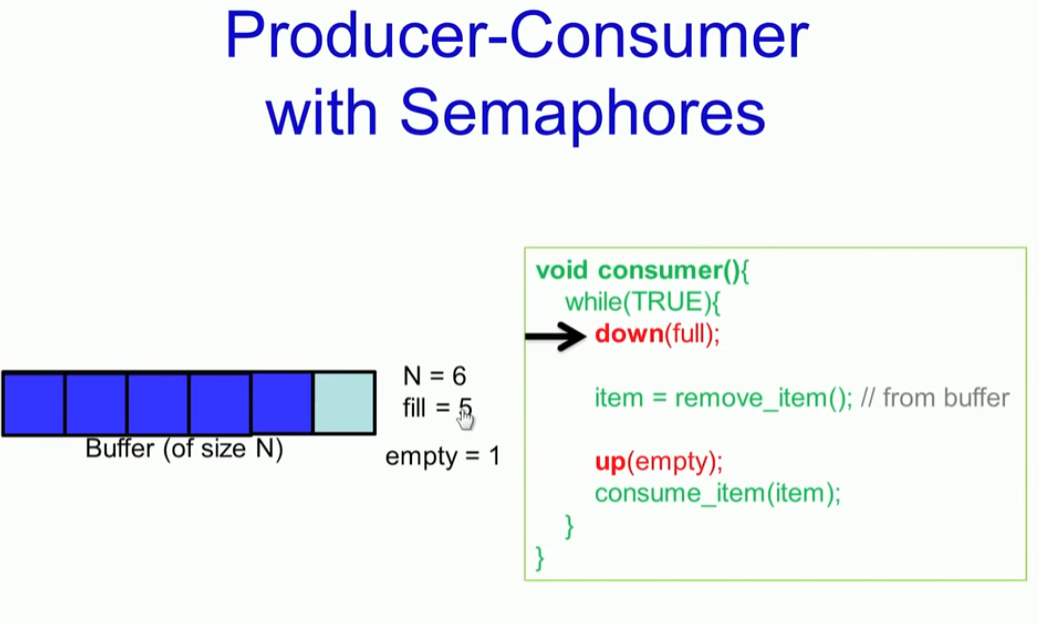 Producer-Consumer
with Semaphores
N = 6
fill = 5
empty = 1
Buffer (of size N)
void consumer(){
while(TRUE){
down(full);
item = remove_item(); // from buffer
up(empty);
consume_item(item);
}
}